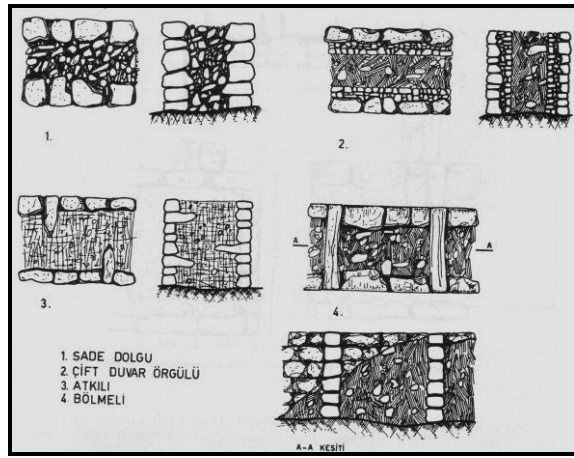 1.
2.
3.
4.
A
A
1. SADE DOLGU
2. ÇİFT DUVAR ÖRGÜLÜ
3. ATKILI
4 BÖLMELİ
A-A KESİTİ